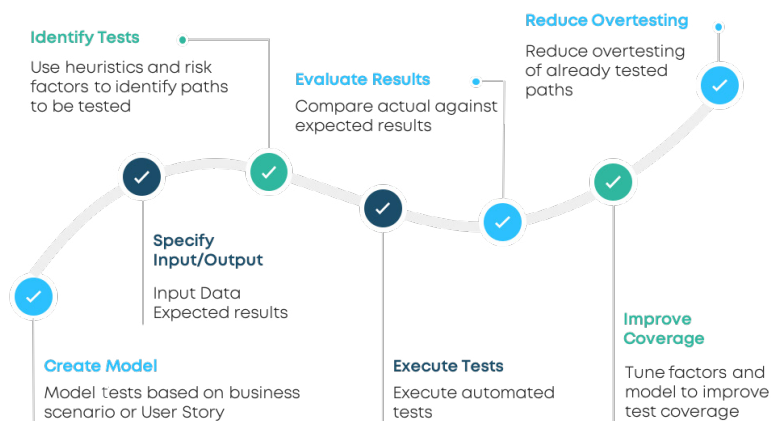 Create Model
Model tests based on business
scenario or User Story
Specify
Input/Output
Input Data
Expected results
Identify Tests
Use heuristics and risk
factors to identify paths
to be tested
Execute Tests
Execute automated
tests
Evaluate Results
Compare actual against
expected results
Improve
Coverage
Tune factors and
model to improve
test coverage
Reduce Overtesting
Reduce overtesting
of already tested
paths